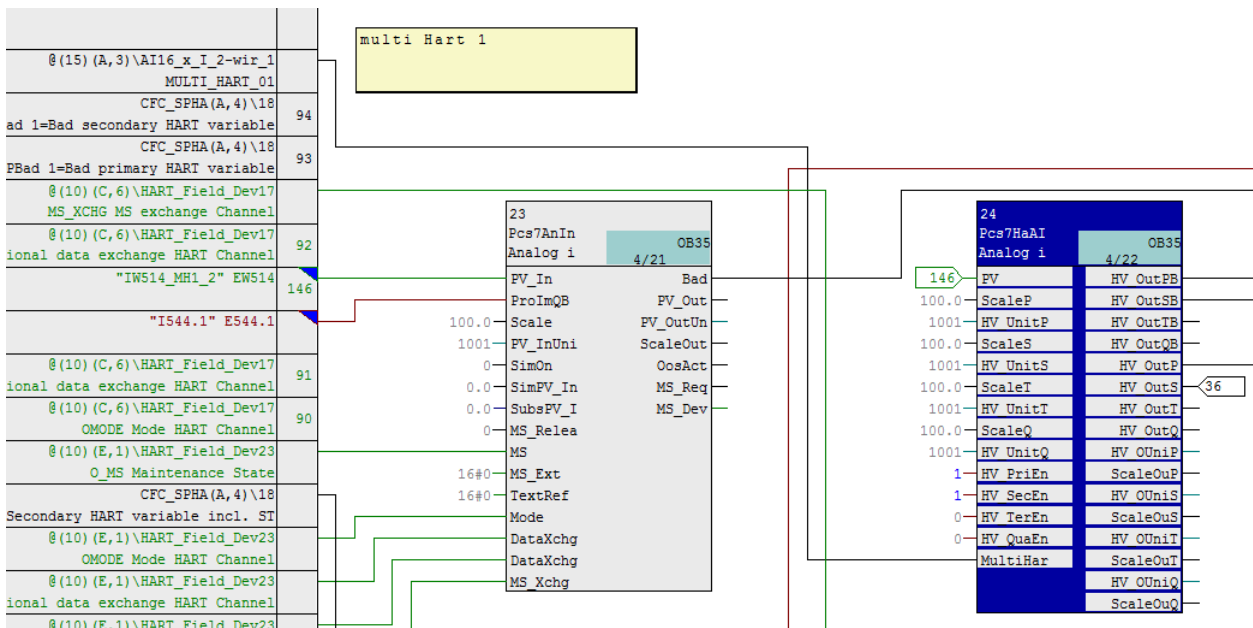 multi Hart 1
@(15)(A,3)\AI16_x_I_2-wir_1
MULTI_HART_01
CFC_SPHA(A,4)\18
ad 1=Bad secondary HART variable
94
CFC_SPHA(A,4)\18
PBad 1=Bad primary HART variable
93
@(10)(C,6)\HART_Field_Dev17
MS_XCHG MS exchange Channel
@(10)(C,6)\HART_Field_Dev17
ional data exchange HART Channel
92
"IW514_MH1_2" EW514
146
"I544.1" E544.1
@(10)(C,6)\HART_Field_Dev17
ional data exchange HART Channel
91
@(10)(C,6)\HART_Field_Dev17
OMODE Mode HART Channel
90
@(10)(E,1)\HART_Field_Dev23
O_MS Maintenance State
CFC_SPHA(A,4)\18
Secondary HART variable incl. ST
@(10)(E,1)\HART_Field_Dev23
OMODE Mode HART Channel
@(10)(E,1)\HART_Field_Dev23
ional data exchange HART Channel
@(10)(E,1)\HART_Field_Dev23
23
Pcs7AnIn
Analog i
OB35
4/21
PV_In Bad
ProImQB PV_Out
100.0 Scale PV_OutUn
1001 PV_InUni ScaleOut
0 SimOn OosAct
0.0 SimPV_In MS_Req
0.0 SubsPV_I MS_Dev
0 MS_Relea
MS
16#0 MS_Ext
16#0 TextRef
Mode
DataXchg
DataXchg
MS_Xchg
24
Pcs7HaAI
Analog i
OB35
4/22
146 PV HV_OutPB
100.0 ScaleP HV_OutSB
1001 HV_UnitP HV_OutTB
100.0 ScaleS HV_OutQB
1001 HV_UnitS HV_OutP
100.0 ScaleT HV_OutS 36
1001 HV_UnitT HV_OutT
100.0 ScaleQ HV_OutQ
1001 HV_UnitQ HV_OUniP
1 HV_PriEn ScaleOuP
1 HV_SecEn HV_OUniS
0 HV_TerEn ScaleOuS
0 HV_QuaEn HV_OUniT
MultiHar ScaleOuT
HV_OUniQ
ScaleOuQ